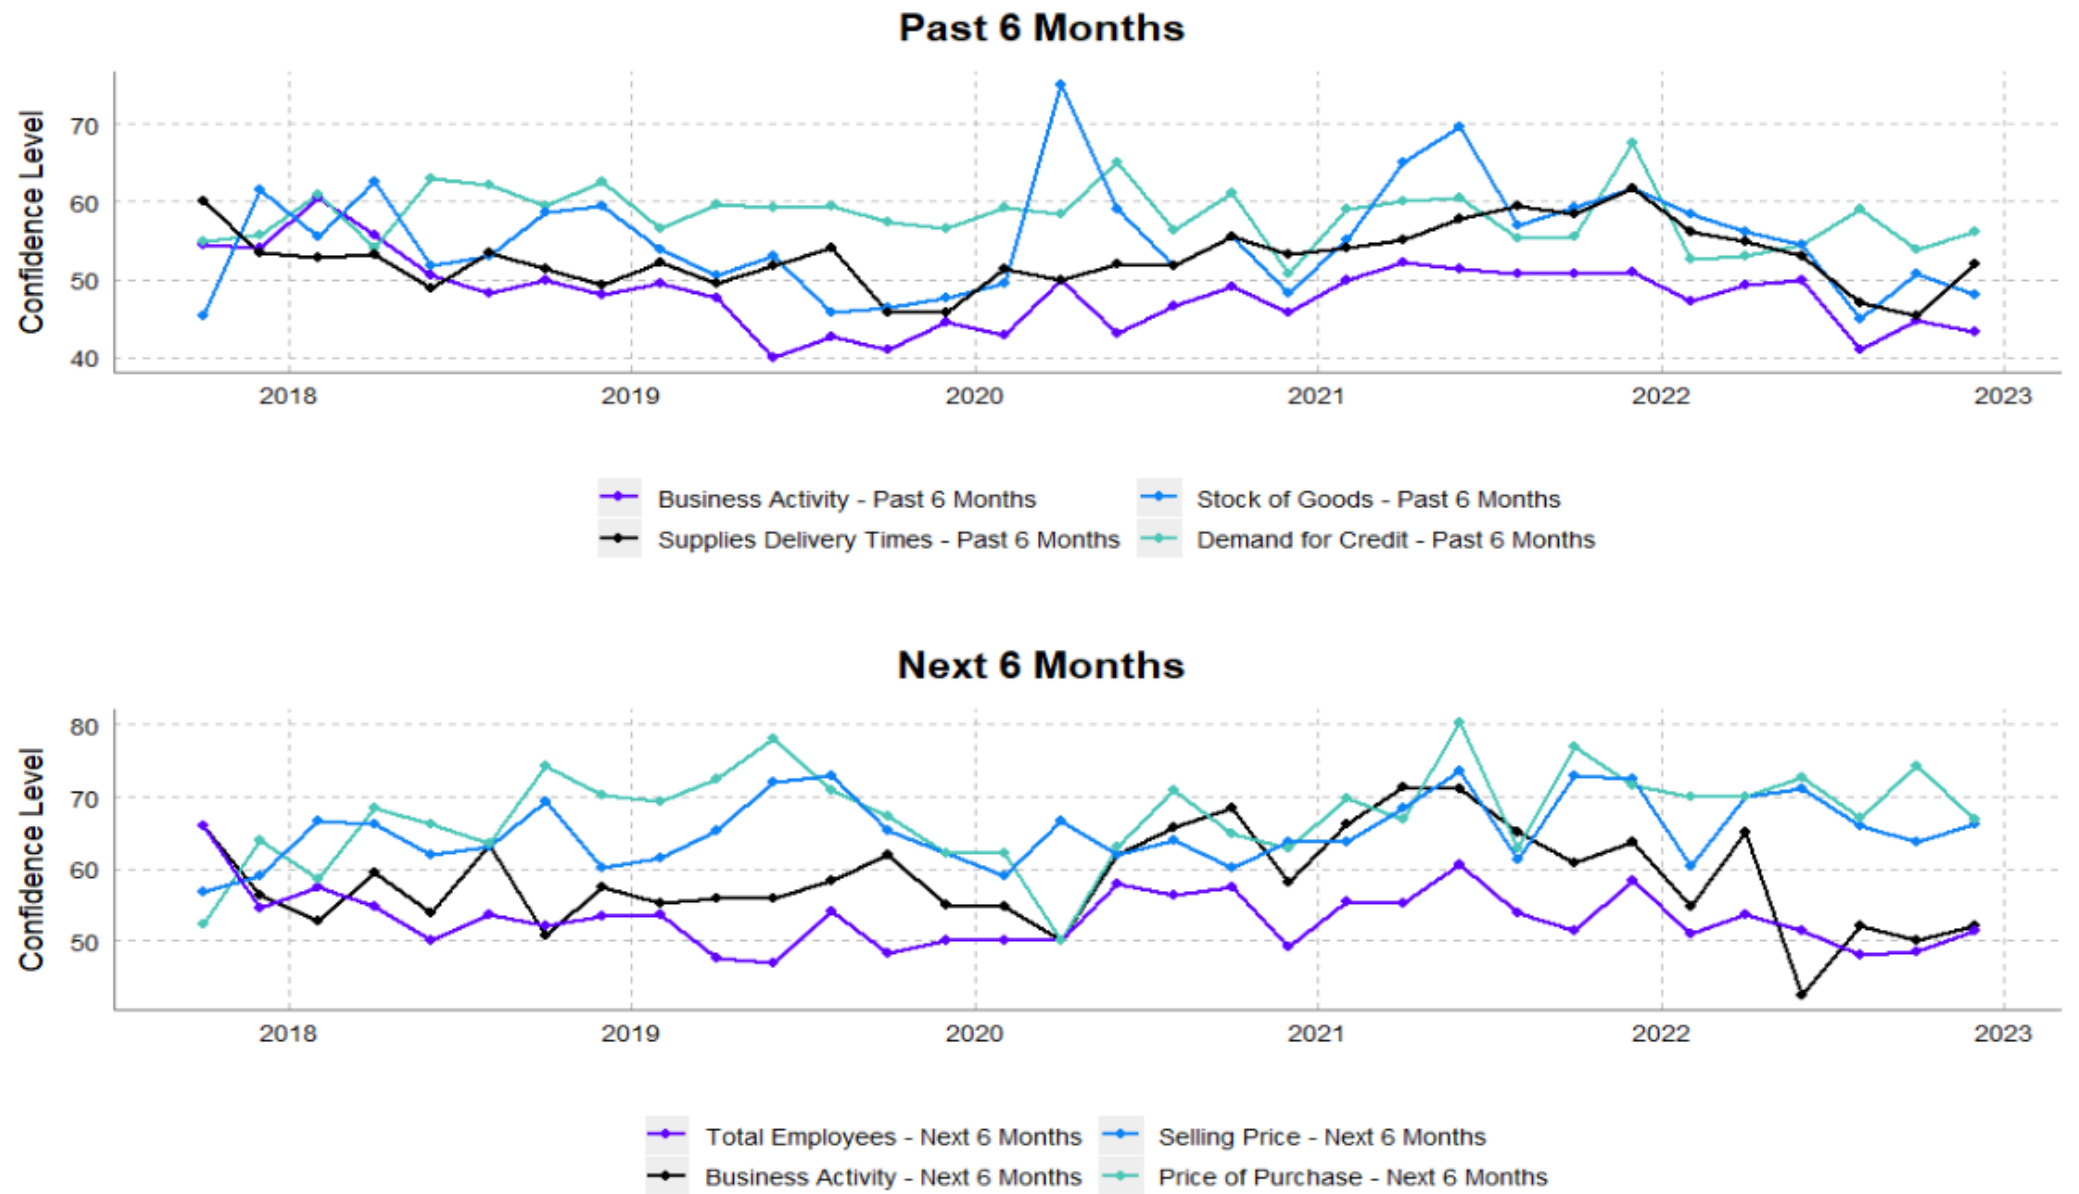 Past 6 Months
Confidence Level
70
60
50
40
2018 2019 2020 2021 2022 2023
Business Activity - Past 6 Months Stock of Goods - Past 6 Months
Supplies Delivery Times - Past 6 Months Demand for Credit - Past 6 Months
Next 6 Months
Confidence Level
80
70
60
50
2018 2019 2020 2021 2022 2023
Total Employees - Next 6 Months Selling Price - Next 6 Months
Business Activity - Next 6 Months Price of Purchase - Next 6 Months